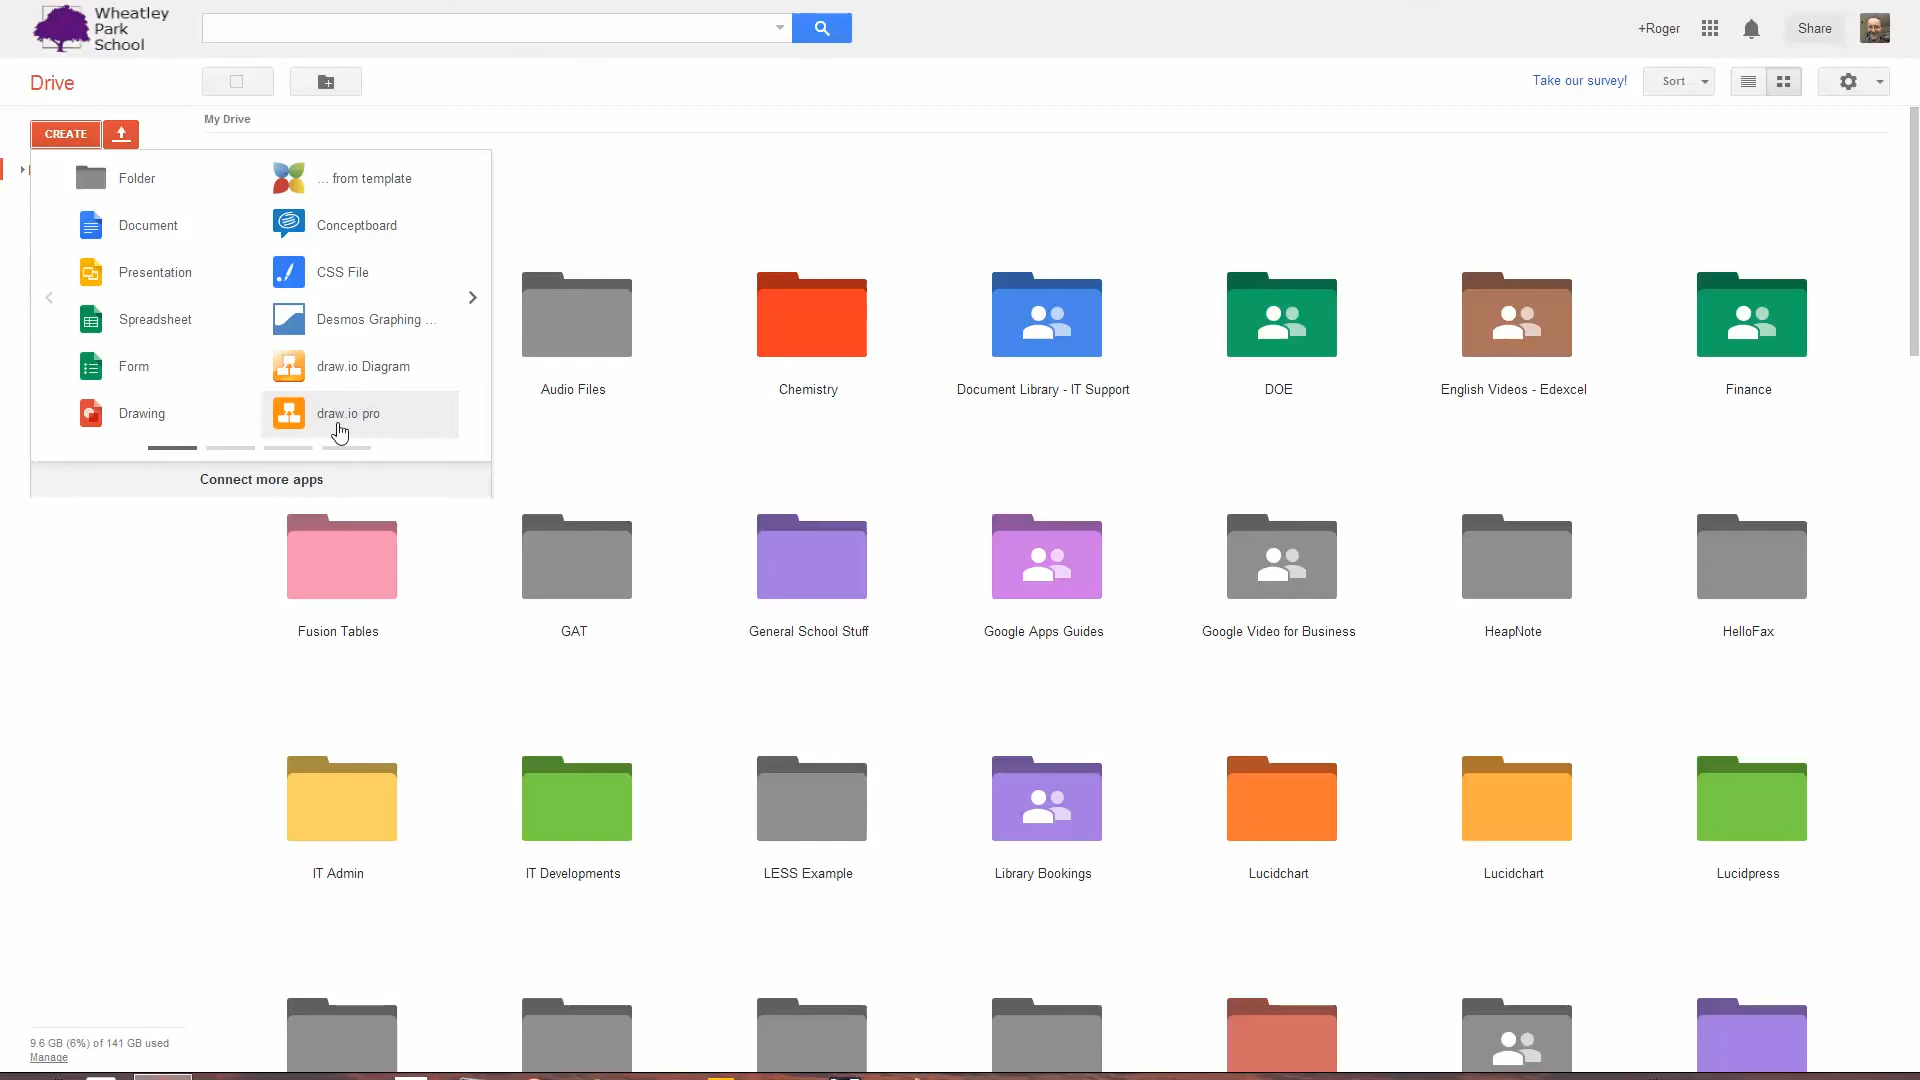 Wheatley
Park
School
+Roger
Share
Drive
Take our survey!
Sort
CREATE
My Drive
Folder
... from template
Document
Conceptboard
Presentation
CSS File
Spreadsheet
Desmos Graphing ...
Form
draw.io Diagram
Drawing
draw.io pro
Connect more apps
Audio Files
Chemistry
Document Library - IT Support
DOE
English Videos - Edexcel
Finance
Fusion Tables
GAT
General School Stuff
Google Apps Guides
Google Video for Business
HeapNote
HelloFax
IT Admin
IT Developments
LESS Example
Library Bookings
Lucidchart
Lucidchart
Lucidpress
9.6 GB (6%) of 141 GB used
Manage